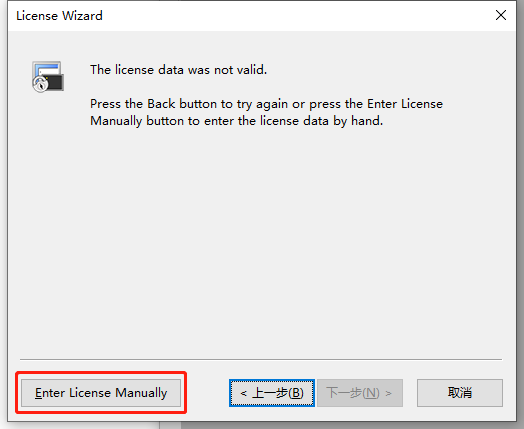 License Wizard
The license data was not valid.
Press the Back button to try again or press the Enter License
Manually button to enter the license data by hand.
Enter License Manually
< 上一步(B)
下一步(N) >
取消